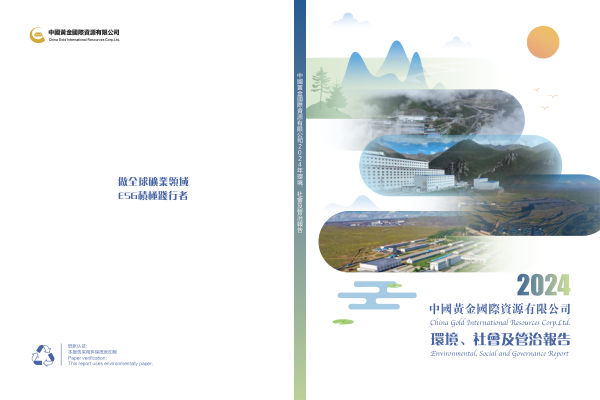 中國黃金國際資源有限公司
China Gold International Resources Corp.Ltd.
做全球礦業領域
ESG積極踐行者
Paper verification:
This report uses environmentally paper.
中國黃金國際資源有限公司2024年環境、社會及管治報告
2024
中國黃金國際資源有限公司
China Gold International Resources Corp.Ltd.
環境、社會及管治報告
Environmental, Social and Governance Report